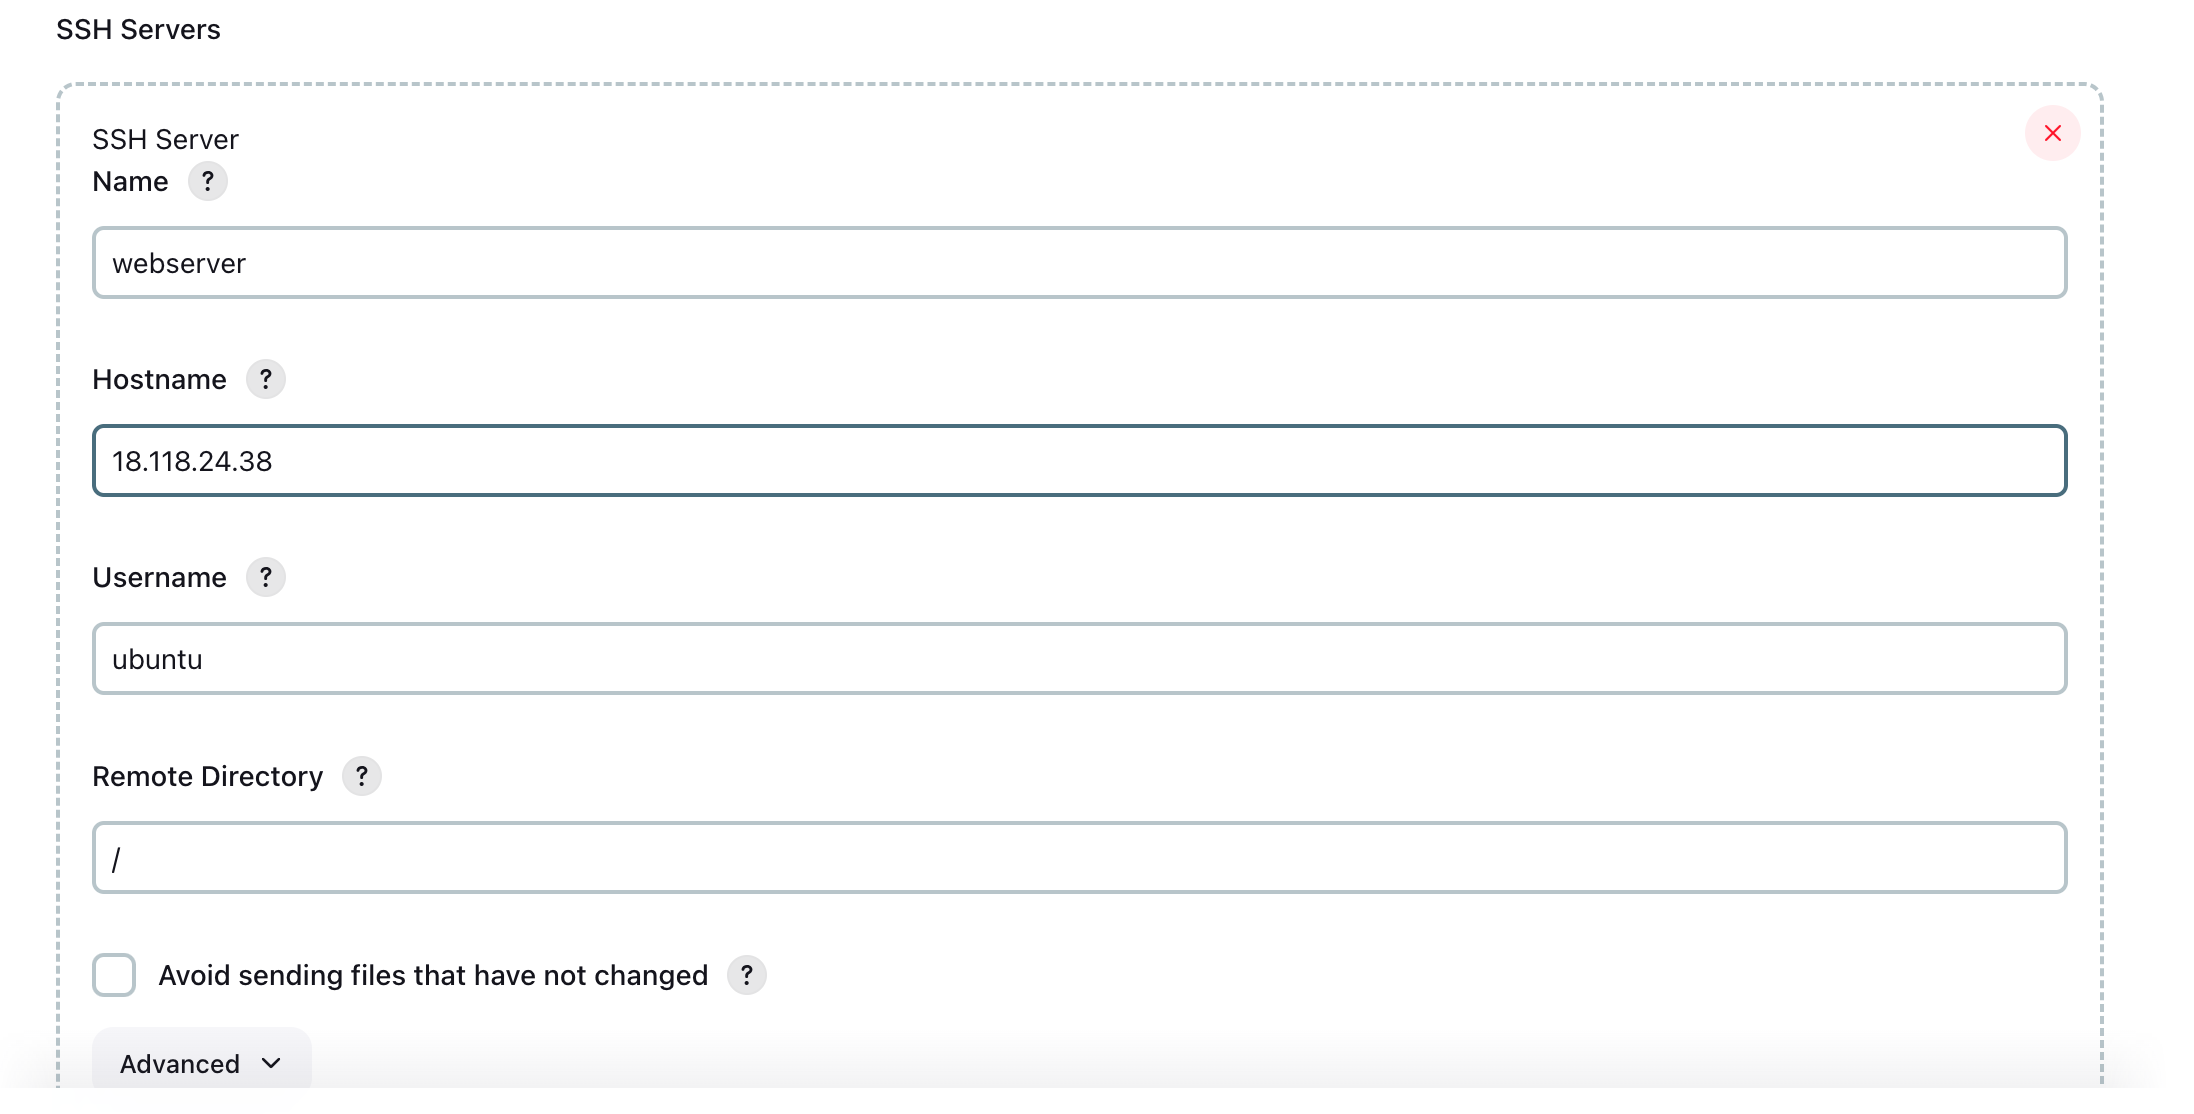 SSH Servers
SSH Server
Name ?
webserver
Hostname ?
18.118.24.38
Username ?
ubuntu
Remote Directory ?
/
Avoid sending files that have not changed ?
Advanced